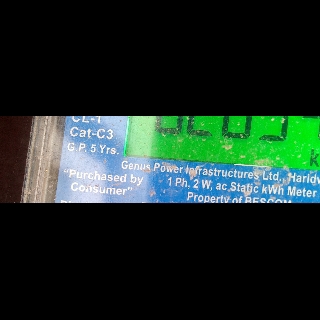 CL-1
Cat-C3
G.P. 5 Yrs.
"Purchased by
Consumer"
Genus Power Infrastructures Ltd., Haridw
1 Ph. 2 W, ac Static kWh Meter
Property of BESCOM
k